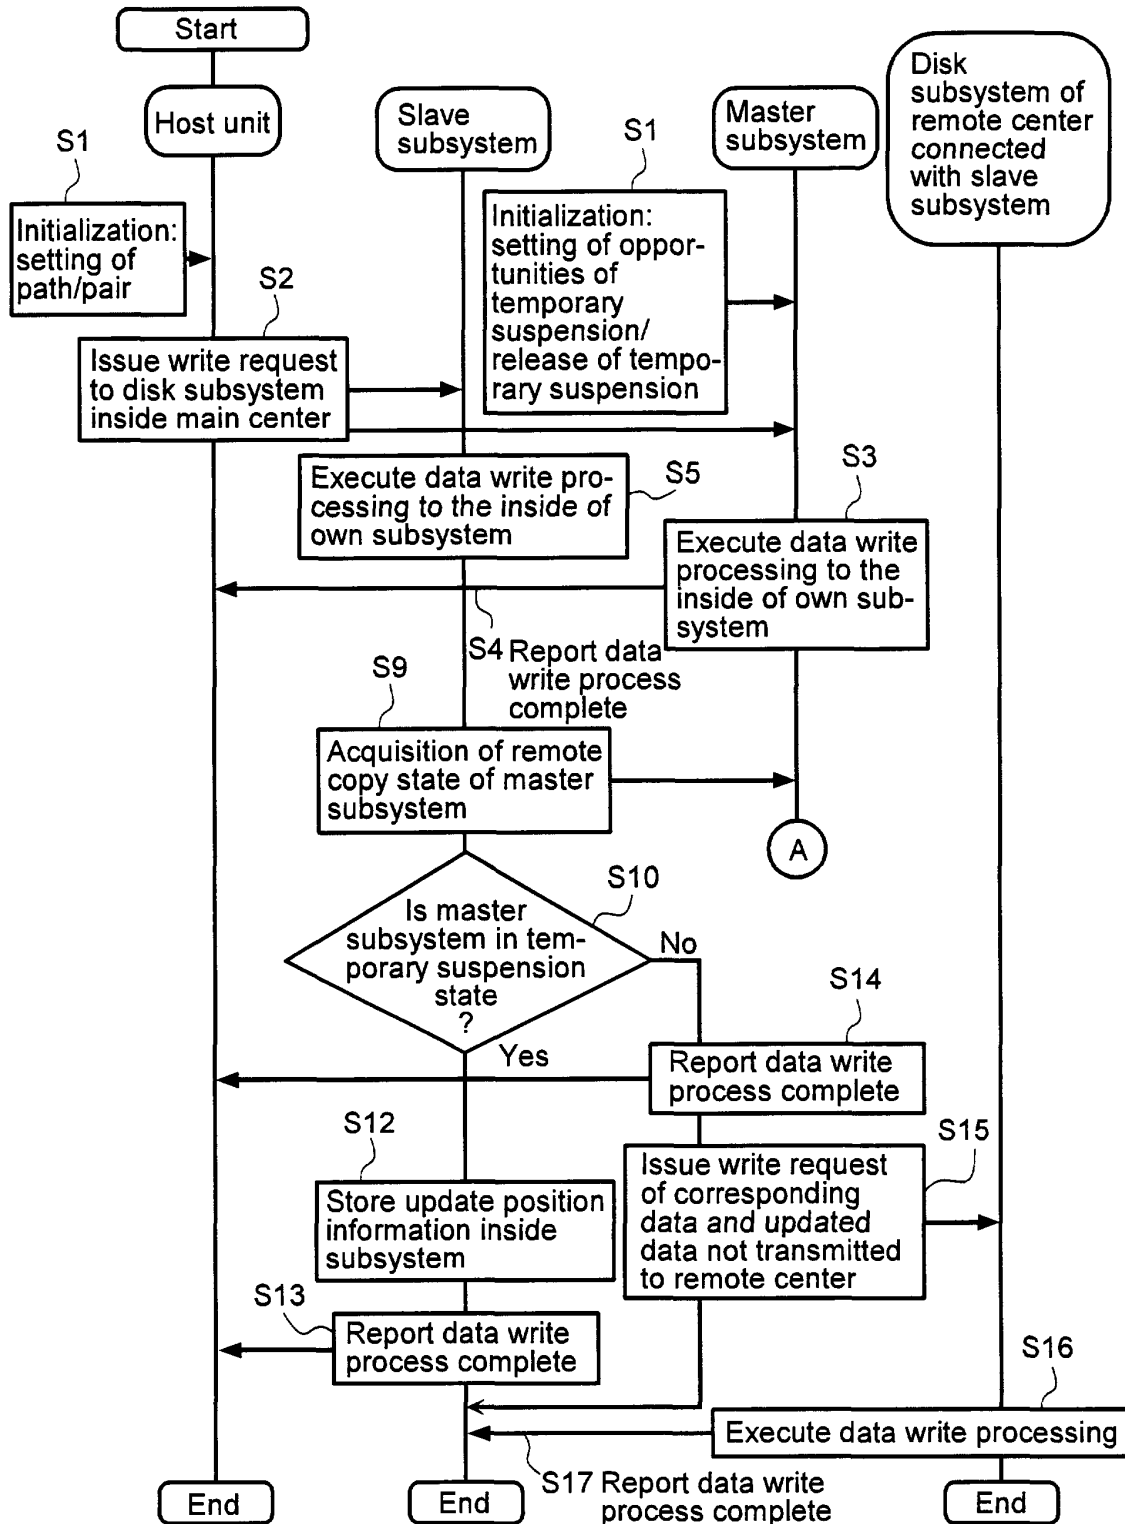 Start
Host unit
Slave
subsystem
Master
subsystem
Disk
subsystem of
remote center
connected
with slave
subsystem
S1
Initialization:
setting of
path/pair
S1
Initialization:
setting of oppor-
tunities of
temporary
suspension/
release of tempo-
rary suspension
S2
Issue write request
to disk subsystem
inside main center
S5
Execute data write pro-
cessing to the inside of
own subsystem
S3
Execute data write
processing to the
inside of own sub-
system
S4 Report data
write process
complete
S9
Acquisition of remote
copy state of master
subsystem
A
S10
Is master
subsystem in tem-
porary suspension
state
?
No
Yes
S14
Report data write
process complete
S12
Store update position
information inside
subsystem
S15
Issue write request
of corresponding
data and updated
data not transmitted
to remote center
S13
Report data write
process complete
S16
Execute data write processing
S17 Report data write
process complete
End
End
End